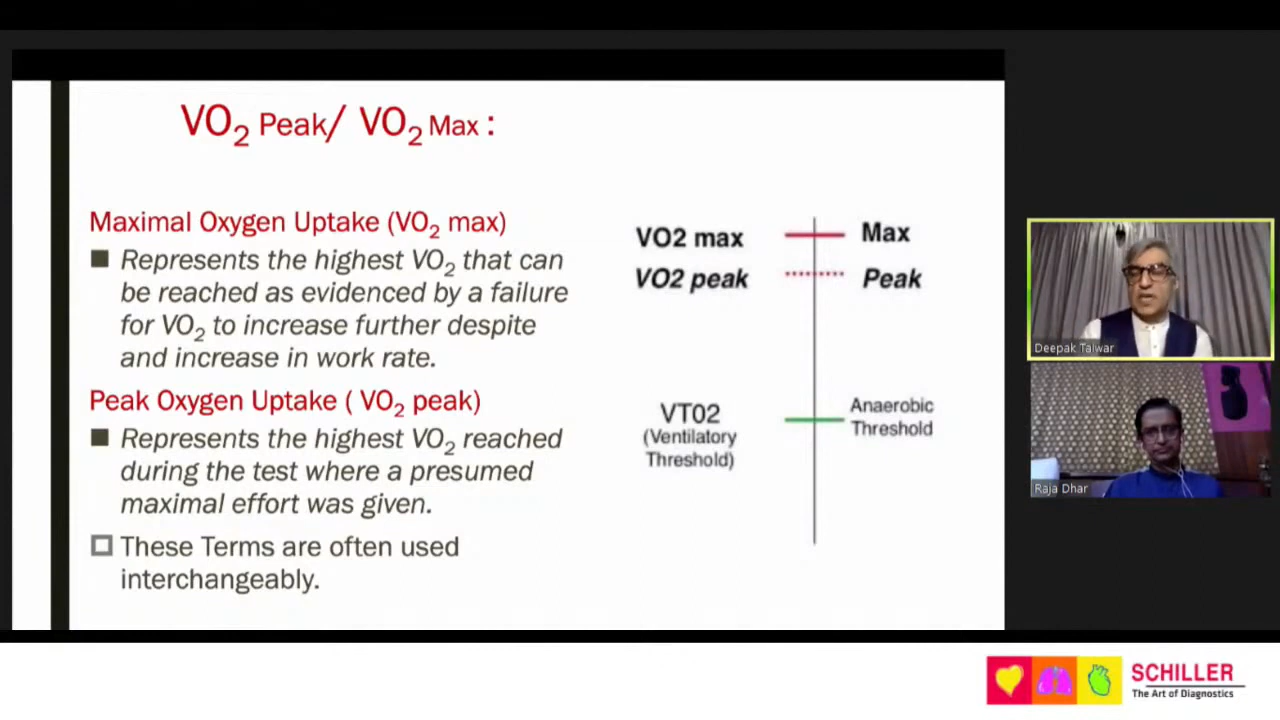 VO2 Peak/ VO2 Max :
Maximal Oxygen Uptake (VO2 max)
Represents the highest VO2 that can
be reached as evidenced by a failure
for VO2 to increase further despite
and increase in work rate.
Peak Oxygen Uptake ( VO2 peak)
Represents the highest VO2 reached
during the test where a presumed
maximal effort was given.
These Terms are often used
interchangeably.
VO2 max
Max
VO2 peak
Peak
VT02
(Ventilatory
Threshold)
Anaerobic
Threshold
Deepak Talwar
Raja Dhar
SCHILLER
The Art of Diagnostics